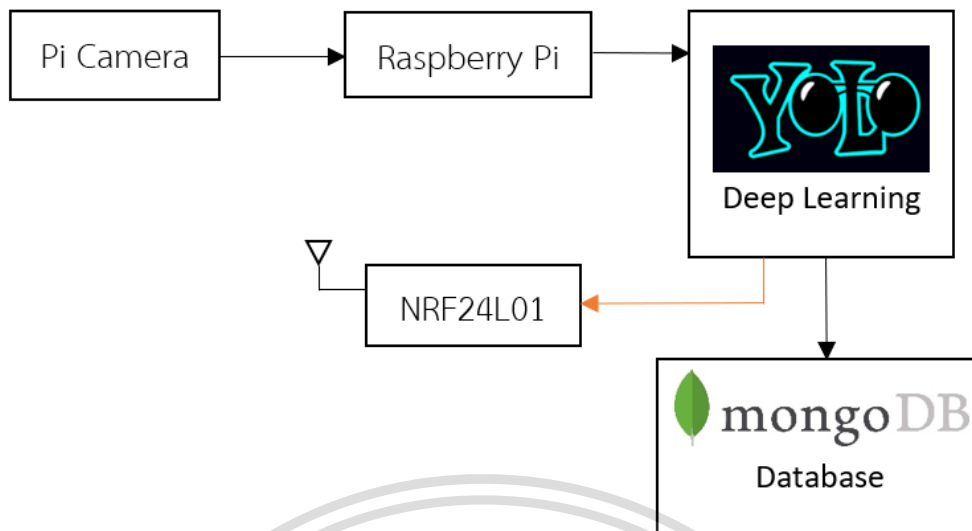 Pi Camera
Raspberry Pi
YOLO
Deep Learning
NRF24L01
mongoDB
Database